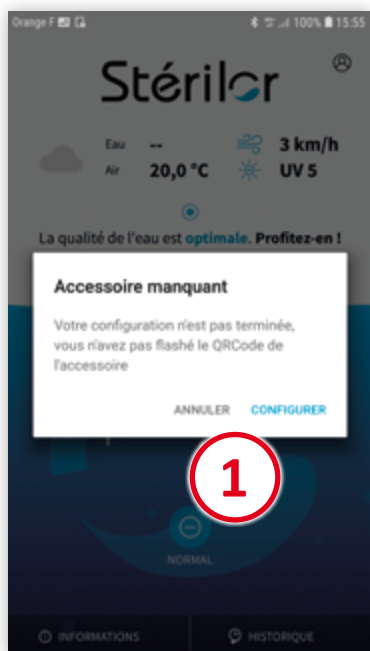 Orange F 100% 15:55
Stérilor
Eau -- 3 km/h
Air 20,0 °C UV 5
La qualité de l'eau est optimale. Profitez-en !
Accessoire manquant
Votre configuration n'est pas terminée,
vous n'avez pas flashé le QRCode de
l'accessoire
ANNULER CONFIGURER
1
NORMAL
INFORMATIONS HISTORIQUE